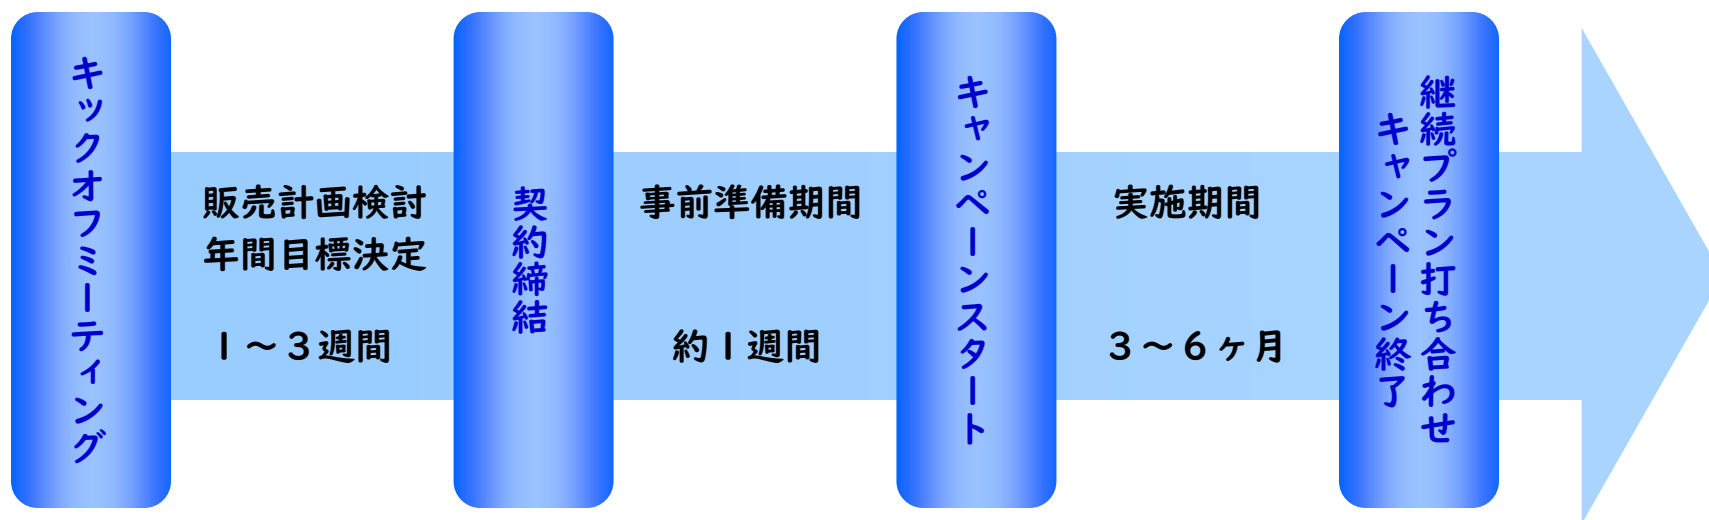 キックオフミーティング
販売計画検討
年間目標決定
1～3週間
契約締結
事前準備期間
約1週間
キャンペーンスタート
実施期間
3～6ヶ月
継続プラン打ち合わせ
キャンペーン終了